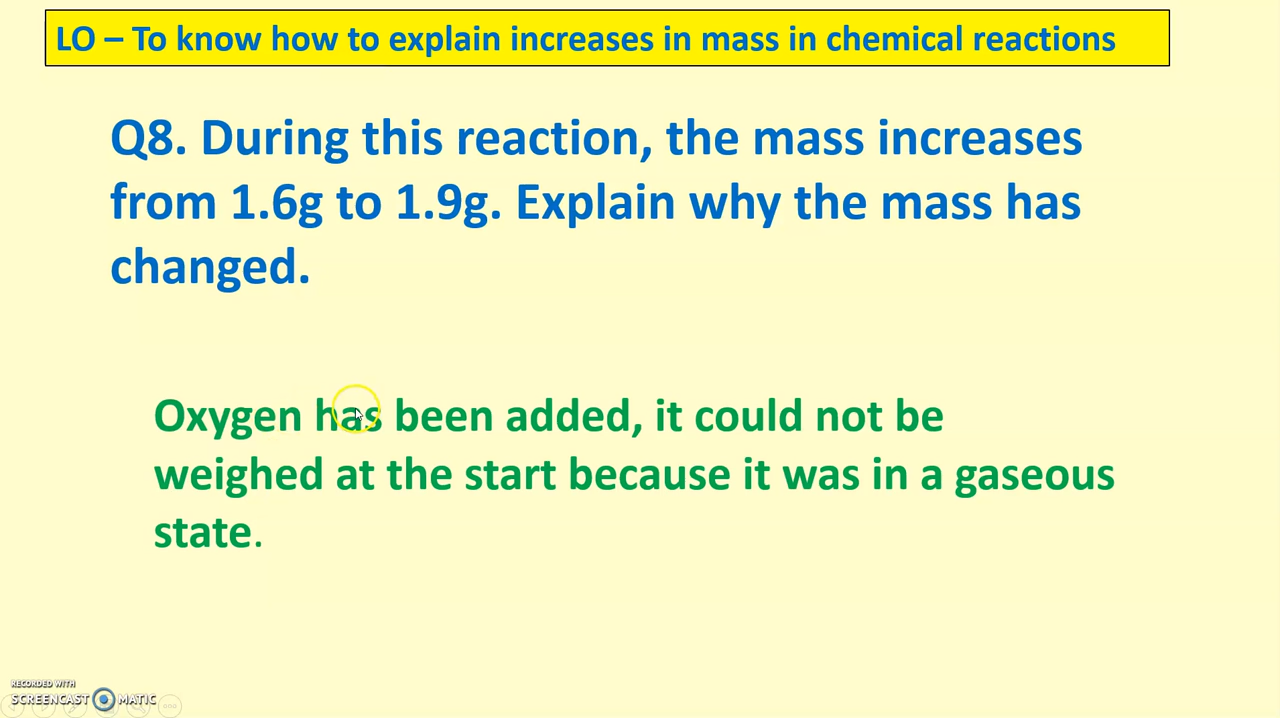 LO – To know how to explain increases in mass in chemical reactions
Q8. During this reaction, the mass increases
from 1.6g to 1.9g. Explain why the mass has
changed.
Oxygen has been added, it could not be
weighed at the start because it was in a gaseous
state.
RECORDED WITH
SCREENCAST MATIC